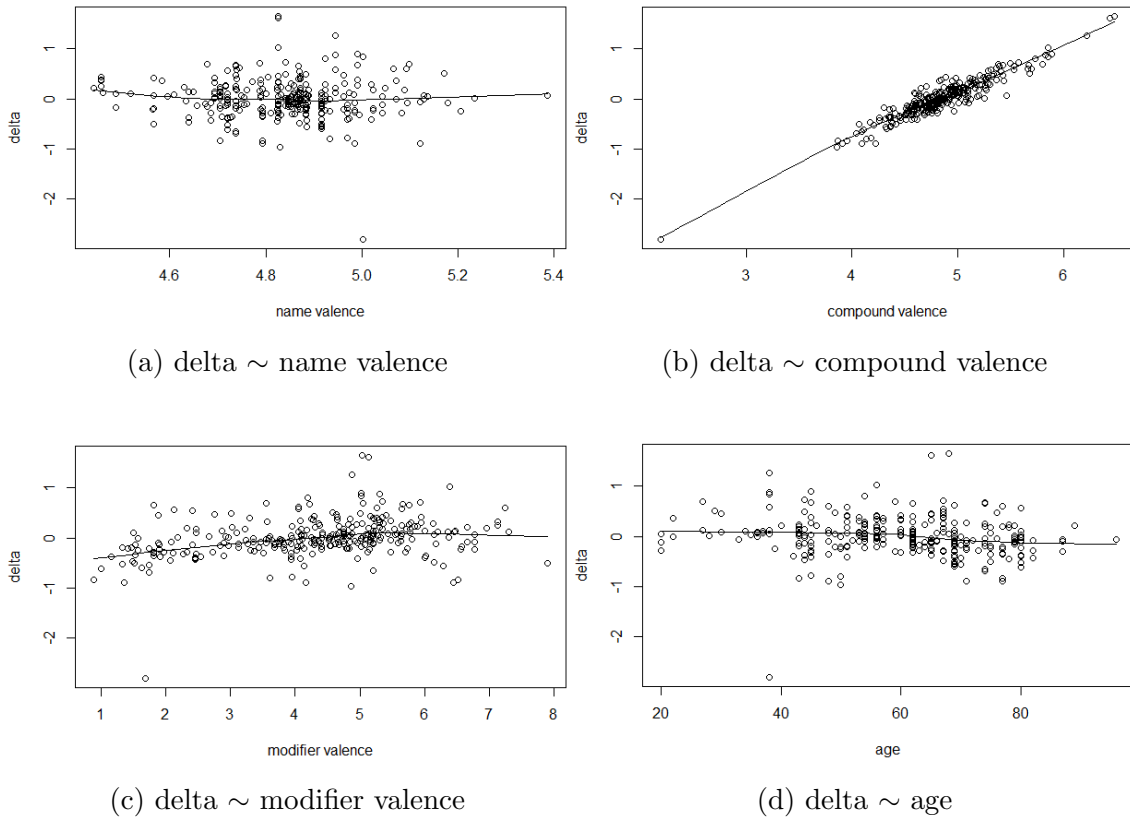 1
0
-1
-2
delta
4.6 4.8 5.0 5.2 5.4
name valence
(a) delta ∼ name valence
1
0
-1
-2
delta
3 4 5 6
compound valence
(b) delta ∼ compound valence
1
0
-1
-2
delta
1 2 3 4 5 6 7 8
modifier valence
(c) delta ∼ modifier valence
1
0
-1
-2
delta
20 40 60 80
age
(d) delta ∼ age